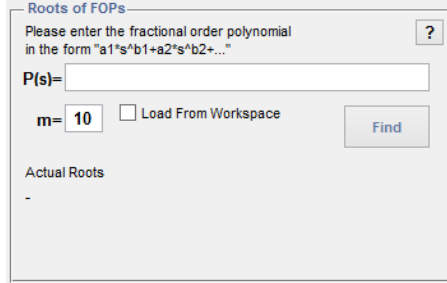 Roots of FOPs
Please enter the fractional order polynomial
in the form "a1*s^b1+a2*s^b2+..."
?
P(s)=
m= 10
Load From Workspace
Find
Actual Roots
-